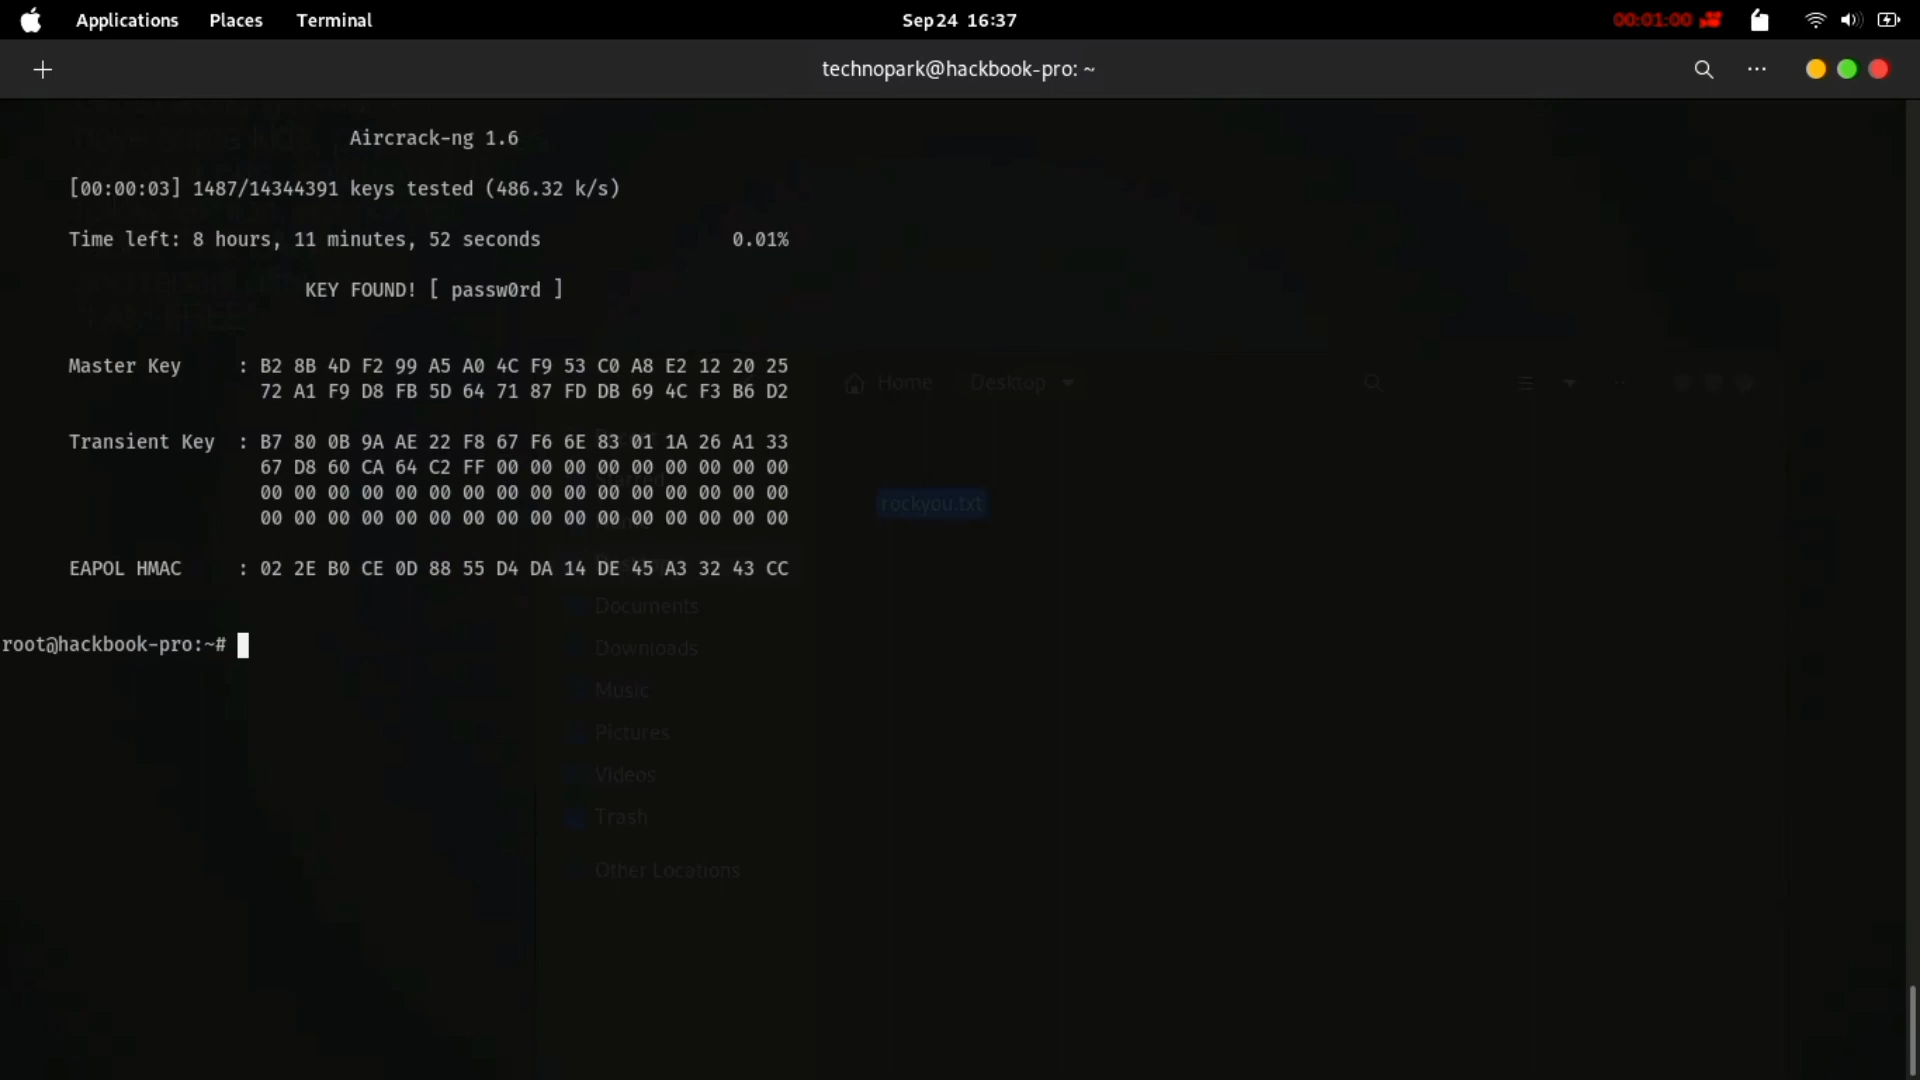 Applications Places Terminal Sep 24 16:37 00:01:00
technopark@hackbook-pro: ~
Aircrack-ng 1.6
[00:00:03] 1487/14344391 keys tested (486.32 k/s)
Time left: 8 hours, 11 minutes, 52 seconds 0.01%
KEY FOUND! [ passw0rd ]
Master Key : B2 8B 4D F2 99 A5 A0 4C F9 53 C0 A8 E2 12 20 25
72 A1 F9 D8 FB 5D 64 71 87 FD DB 69 4C F3 B6 D2
Transient Key : B7 80 0B 9A AE 22 F8 67 F6 6E 83 01 1A 26 A1 33
67 D8 60 CA 64 C2 FF 00 00 00 00 00 00 00 00 00
00 00 00 00 00 00 00 00 00 00 00 00 00 00 00 00
00 00 00 00 00 00 00 00 00 00 00 00 00 00 00 00
EAPOL HMAC : 02 2E B0 CE 0D 88 55 D4 DA 14 DE 45 A3 32 43 CC
root@hackbook-pro:~#
Home Desktop
rockyou.txt
Documents
Downloads
Music
Pictures
Videos
Trash
Other Locations